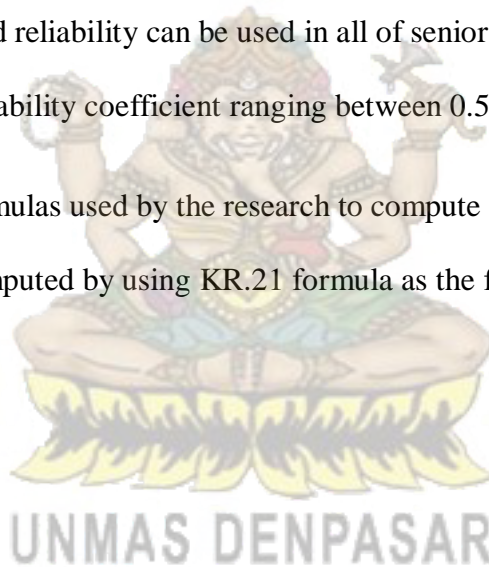 d reliability can be used in all of senior
ability coefficient ranging between 0.5
mulas used by the research to compute
nputed by using KR.21 formula as the f
UNMAS DENPASAR